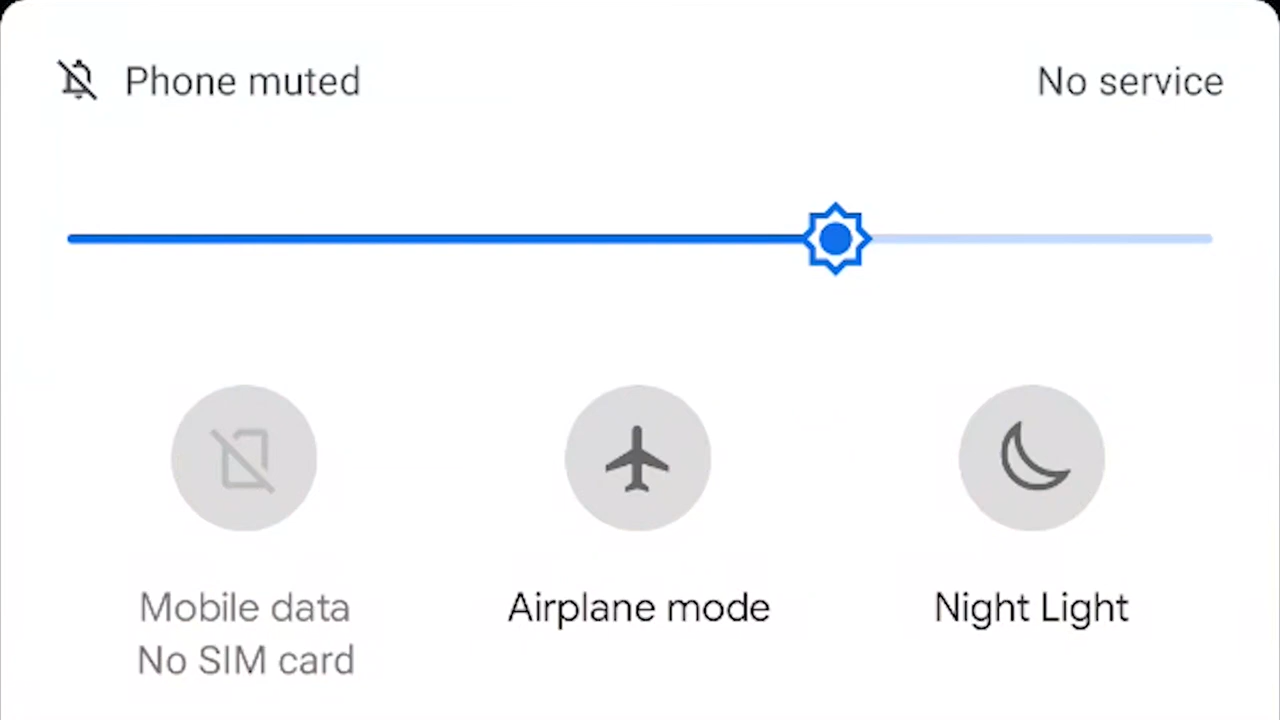 Phone muted
No service
Mobile data
No SIM card
Airplane mode
Night Light